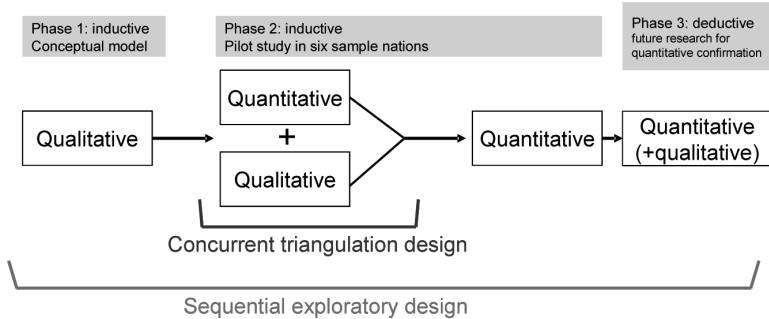 Phase 1: inductive
Conceptual model
Phase 2: inductive
Pilot study in six sample nations
Phase 3: deductive
future research for
quantitative confirmation
Qualitative
Quantitative
+
Qualitative
Quantitative
Quantitative
(+qualitative)
Concurrent triangulation design
Sequential exploratory design